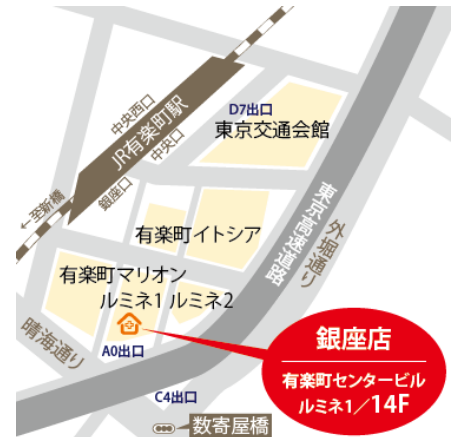 D7出口
東京交通会館
中央西口
JR有楽町駅
中央口
銀座口
←至新橋
東京高速道路
外堀通り
有楽町イトシア
有楽町マリオン
ルミネ1 ルミネ2
晴海通り
A0出口
C4出口
数寄屋橋
銀座店
有楽町センタービル
ルミネ1／14F